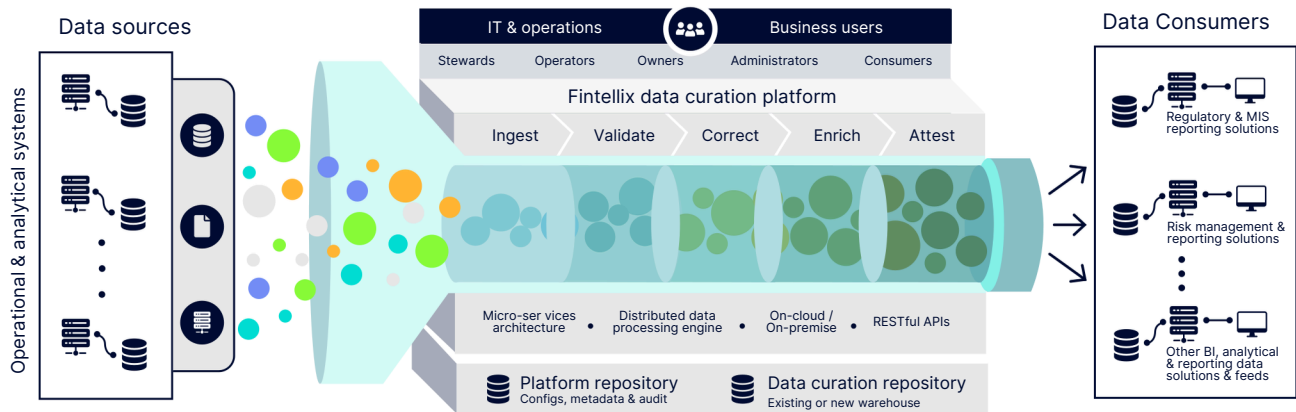 Data sources
Operational & analytical systems
IT & operations
Business users
Stewards
Operators
Owners
Administrators
Consumers
Fintellix data curation platform
Ingest
Validate
Correct
Enrich
Attest
Micro-ser vices
architecture
•
Distributed data
processing engine
•
On-cloud /
On-premise
•
RESTful APIs
Platform repository
Configs, metadata & audit
Data curation repository
Existing or new warehouse
Data Consumers
Regulatory & MIS
reporting solutions
Risk management &
reporting solutions
Other BI, analytical
& reporting data
solutions & feeds